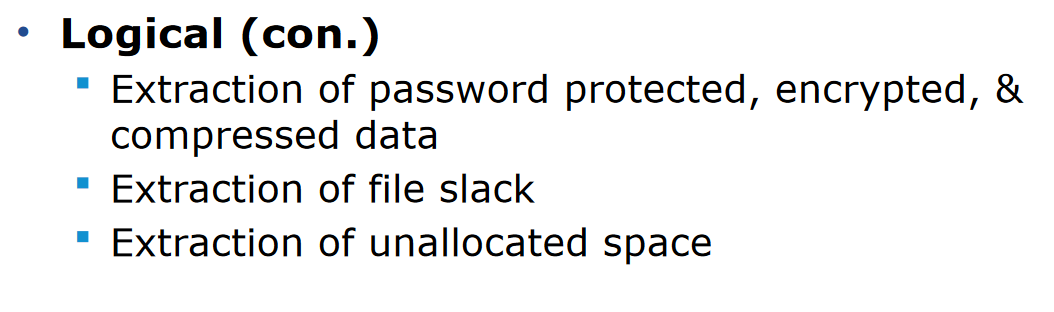 • Logical (con.)
▪ Extraction of password protected, encrypted, &
compressed data
▪ Extraction of file slack
▪ Extraction of unallocated space